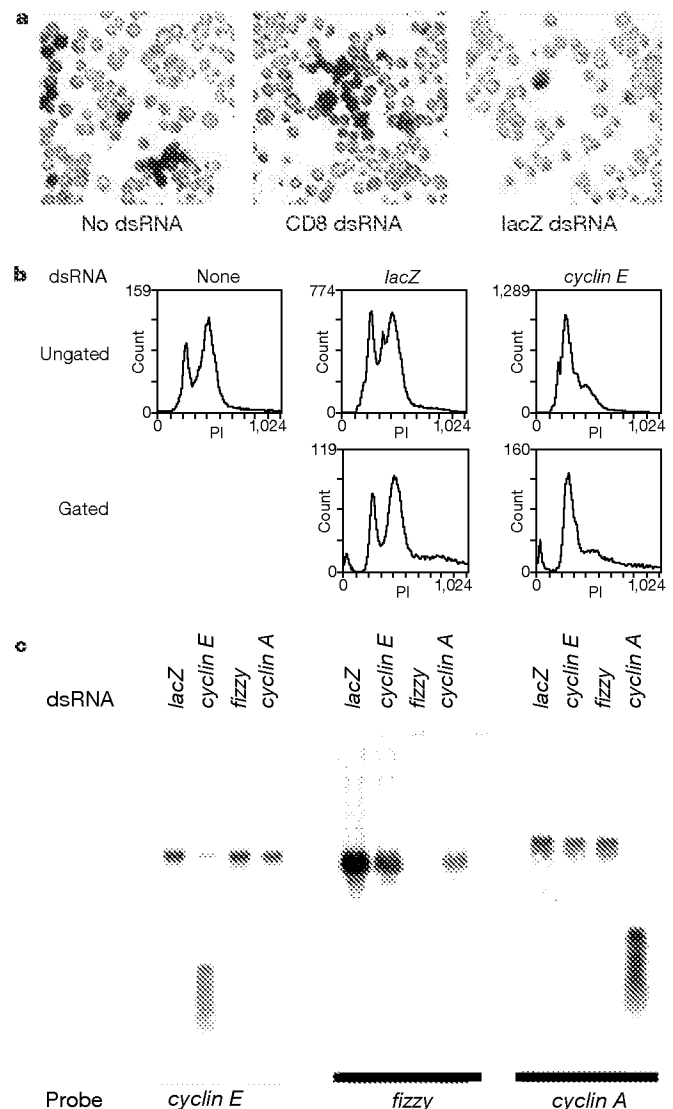 a
No dsRNA CD8 dsRNA lacZ dsRNA
b dsRNA None lacZ cyclin E
159 774 1,289
Ungated Count Count Count
0 0 0
0 1,024 0 1,024 0 1,024
PI PI PI
119 160
Gated Count Count
0 0
0 1,024 0 1,024
PI PI
c
dsRNA lacZ cyclin E fizzy cyclin A lacZ cyclin E fizzy cyclin A lacZ cyclin E fizzy cyclin A
Probe cyclin E fizzy cyclin A